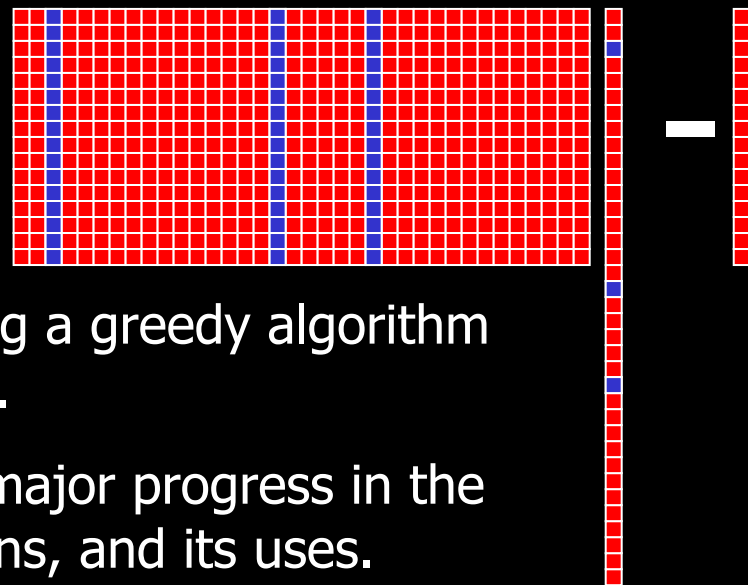 g a greedy algorithm
.
major progress in the
ns, and its uses.